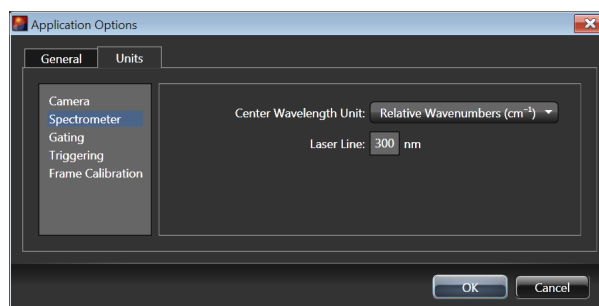 Application Options
General Units
Camera
Spectrometer
Gating
Triggering
Frame Calibration
Center Wavelength Unit: Relative Wavenumbers (cm⁻¹)
Laser Line: 300 nm
OK Cancel